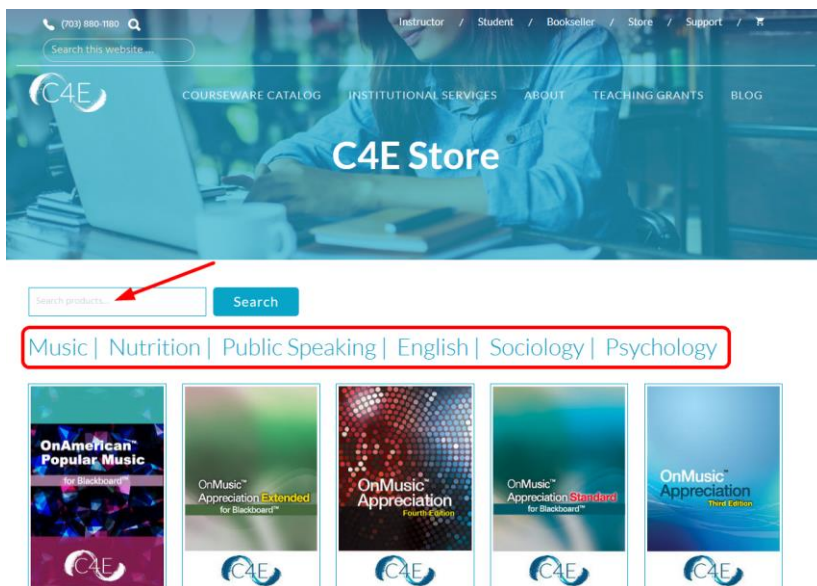 (703) 880-1180
Instructor / Student / Bookseller / Store / Support /
Search this website ...
C4E
COURSEWARE CATALOG INSTITUTIONAL SERVICES ABOUT TEACHING GRANTS BLOG
C4E Store
Search products...
Search
Music | Nutrition | Public Speaking | English | Sociology | Psychology
OnAmerican™
Popular Music
for Blackboard™
C4E
OnMusic™
Appreciation Extended
for Blackboard™
C4E
OnMusic™
Appreciation
Fourth Edition
C4E
OnMusic™
Appreciation Standard
for Blackboard™
C4E
OnMusic™
Appreciation
Third Edition
C4E